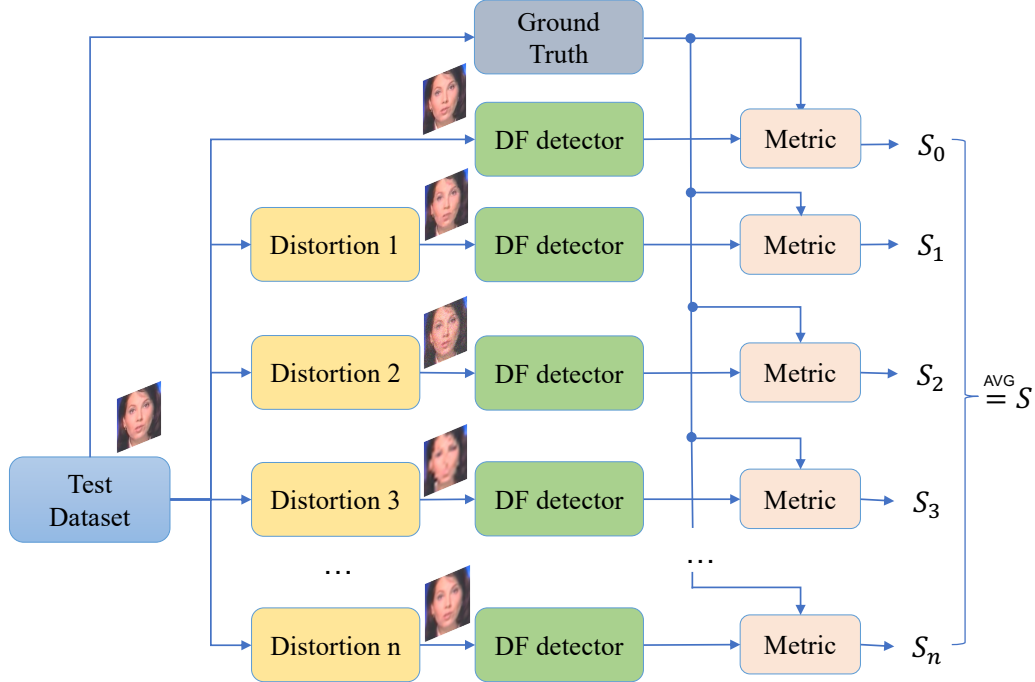 Ground
Truth
DF detector
Metric
S₀
Distortion 1
DF detector
Metric
S₁
Distortion 2
DF detector
Metric
S₂
AVG
= S
Test
Dataset
Distortion 3
DF detector
Metric
S₃
...
...
Distortion n
DF detector
Metric
Sₙ